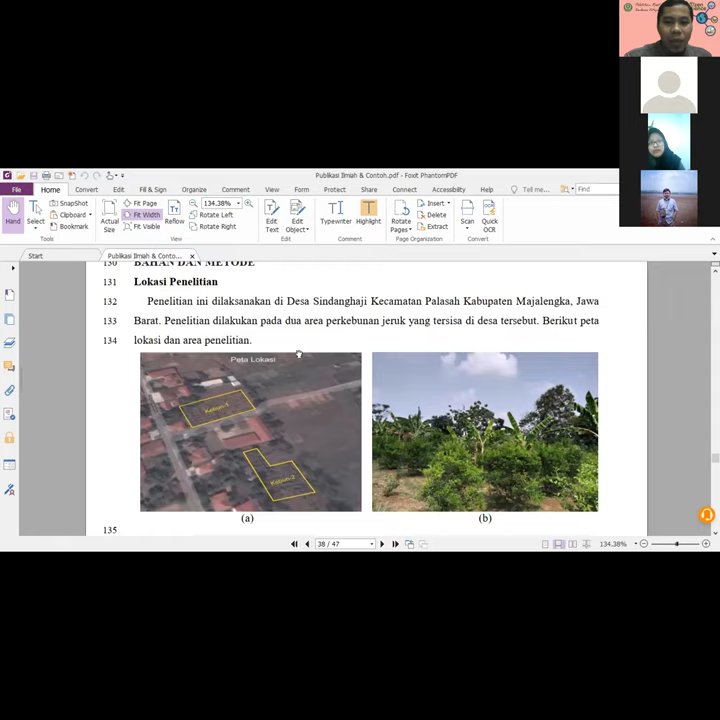 Publikasi Ilmiah & Contoh.pdf - Foxit PhantomPDF
File Home Convert Edit Fill & Sign Organize Comment View Form Protect Share Connect Accessibility Help Tell me... Find
SnapShot Fit Page 134.38% Insert
Clipboard Fit Width Rotate Left Delete
Bookmark Fit Visible Rotate Right Extract
Hand Select Actual Size Reflow Edit Text Edit Object Typewriter Highlight Rotate Pages Scan Quick OCR
Tools View Edit Comment Page Organization Convert
Start Publikasi Ilmiah & Conto...
130 BAHAN DAN METODE
131 Lokasi Penelitian
132 Penelitian ini dilaksanakan di Desa Sindanghaji Kecamatan Palasah Kabupaten Majalengka, Jawa
133 Barat. Penelitian dilakukan pada dua area perkebunan jeruk yang tersisa di desa tersebut. Berikut peta
134 lokasi dan area penelitian.
Peta Lokasi
Kebun-1
Kebun-2
(a) (b)
135
38 / 47 134.38%